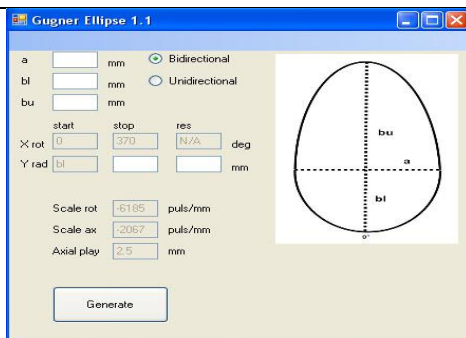 Gugner Ellipse 1.1
a mm Bidirectional
bl mm Unidirectional
bu mm
start stop res
X rot 0 370 N/A deg
Y rad bl mm
Scale rot -6185 puls/mm
Scale ax -2067 puls/mm
Axial play 2.5 mm
Generate
bu
a
bl
0°